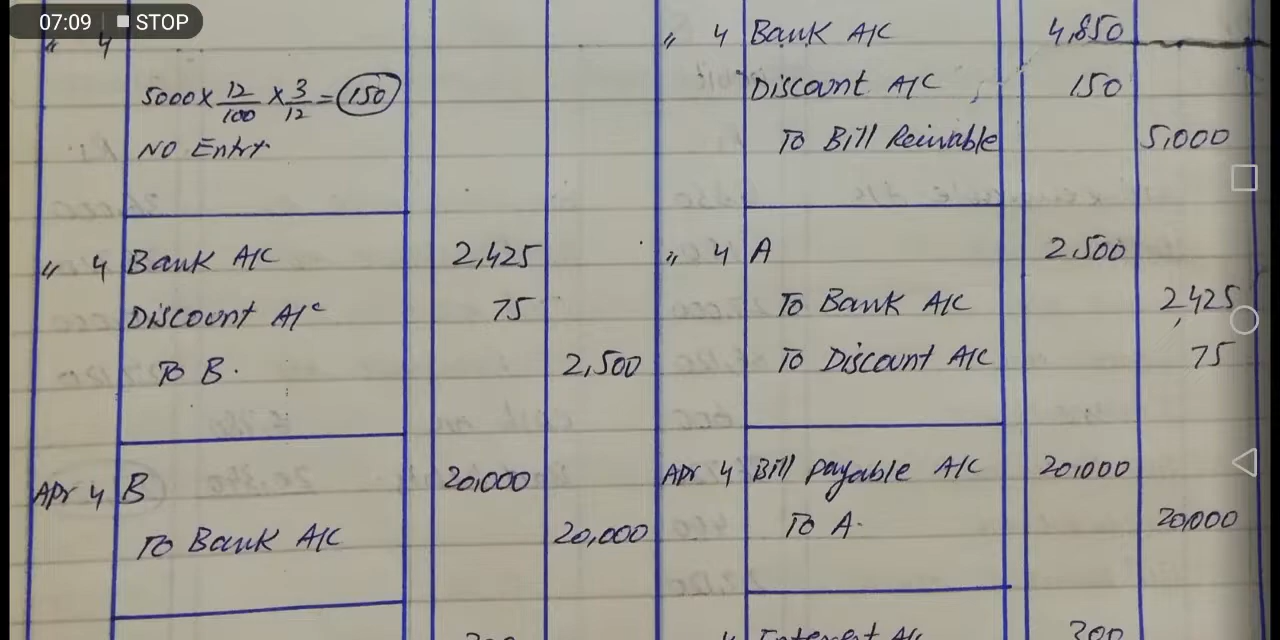 07:09 STOP
" 4
5000 × 12/100 × 3/12 = 150
NO Entry
" 4 Bank A/C 2,425
Discount A/C 75
To B. 2,500
Apr 4 B 20,000
To Bank A/C 20,000
" 4 Bank A/C 4,850
Discount A/C 150
To Bill Receivable 5,000
" 4 A 2,500
To Bank A/C 2,425
To Discount A/C 75
Apr 4 Bill payable A/C 20,000
To A. 20,000
Interest A/c 300